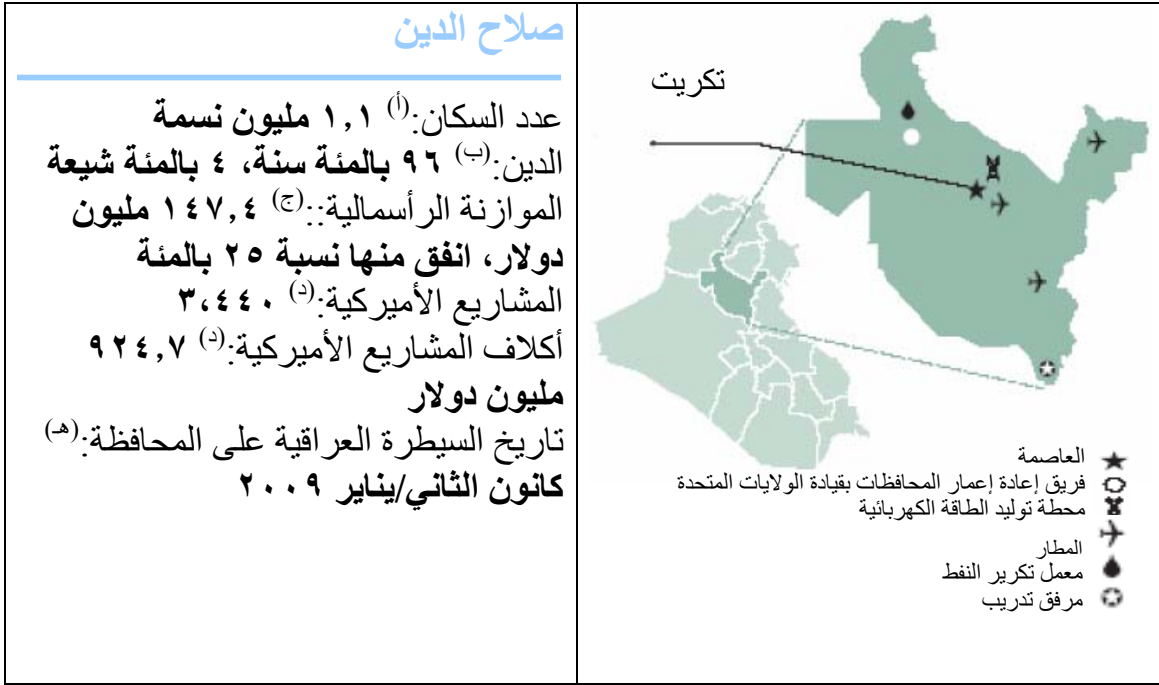 صلاح الدين
عدد السكان:(أ) ١,١ مليون نسمة
الدين:(ب) ٩٦ بالمئة سنة، ٤ بالمئة شيعة
الموازنة الرأسمالية::(ج) ١٤٧,٤ مليون
دولار، انفق منها نسبة ٢٥ بالمئة
المشاريع الأميركية:(د) ٣،٤٤٠
أكلاف المشاريع الأميركية:(د) ٩٢٤,٧
مليون دولار
تاريخ السيطرة العراقية على المحافظة:(هـ)
كانون الثاني/يناير ٢٠٠٩
تكريت
العاصمة
فريق إعادة إعمار المحافظات بقيادة الولايات المتحدة
محطة توليد الطاقة الكهربائية
المطار
معمل تكرير النفط
مرفق تدريب